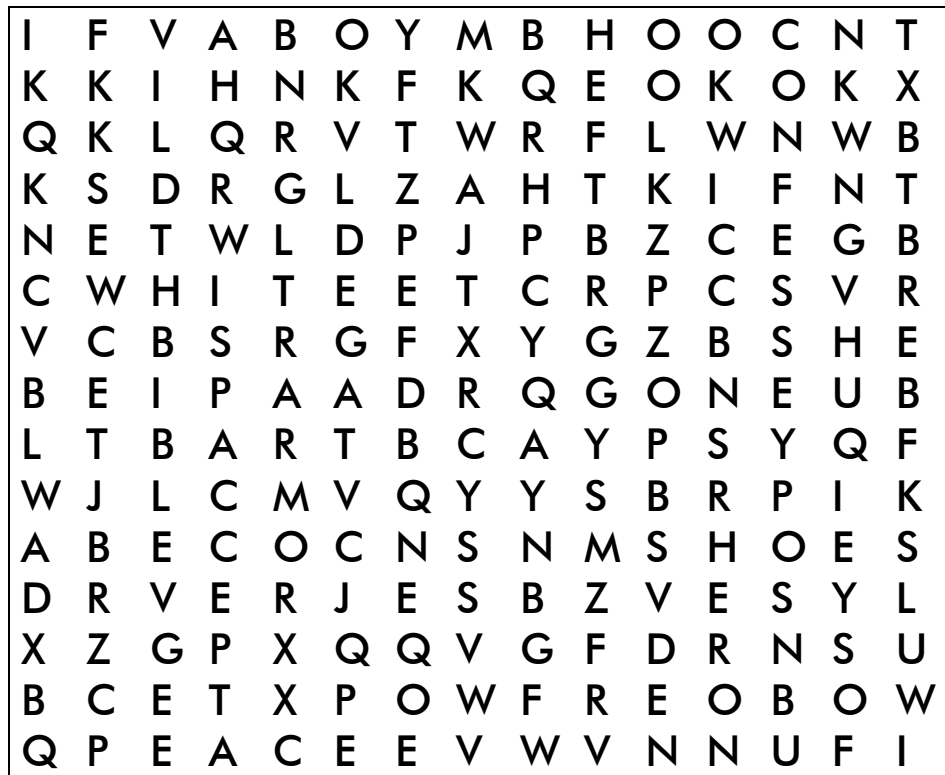 I F V A B O Y M B H O O C N T
K K I H N K F K Q E O K O K X
Q K L Q R V T W R F L W N W B
K S D R G L Z A H T K I F N T
N E T W L D P J P B Z C E G B
C W H I T E E T C R P C S V R
V C B S R G F X Y G Z B S H E
B E I P A A D R Q G O N E U B
L T B A R T B C A Y P S Y Q F
W J L C M V Q Y Y S B R P I K
A B E C O C N S N M S H O E S
D R V E R J E S B Z V E S Y L
X Z G P X Q Q V G F D R N S U
B C E T X P O W F R E O B O W
Q P E A C E E V W V N N U F I